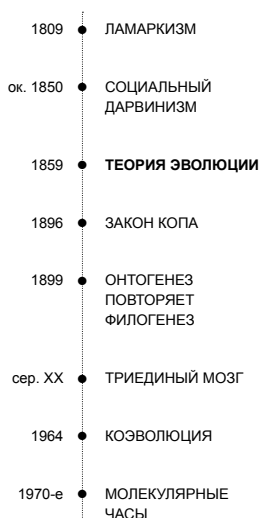 1809 ЛАМАРКИЗМ
ок. 1850 СОЦИАЛЬНЫЙ
ДАРВИНИЗМ
1859 ТЕОРИЯ ЭВОЛЮЦИИ
1896 ЗАКОН КОПА
1899 ОНТОГЕНЕЗ
ПОВТОРЯЕТ
ФИЛОГЕНЕЗ
сер. XX ТРИЕДИНЫЙ МОЗГ
1964 КОЭВОЛЮЦИЯ
1970-е МОЛЕКУЛЯРНЫЕ
ЧАСЫ